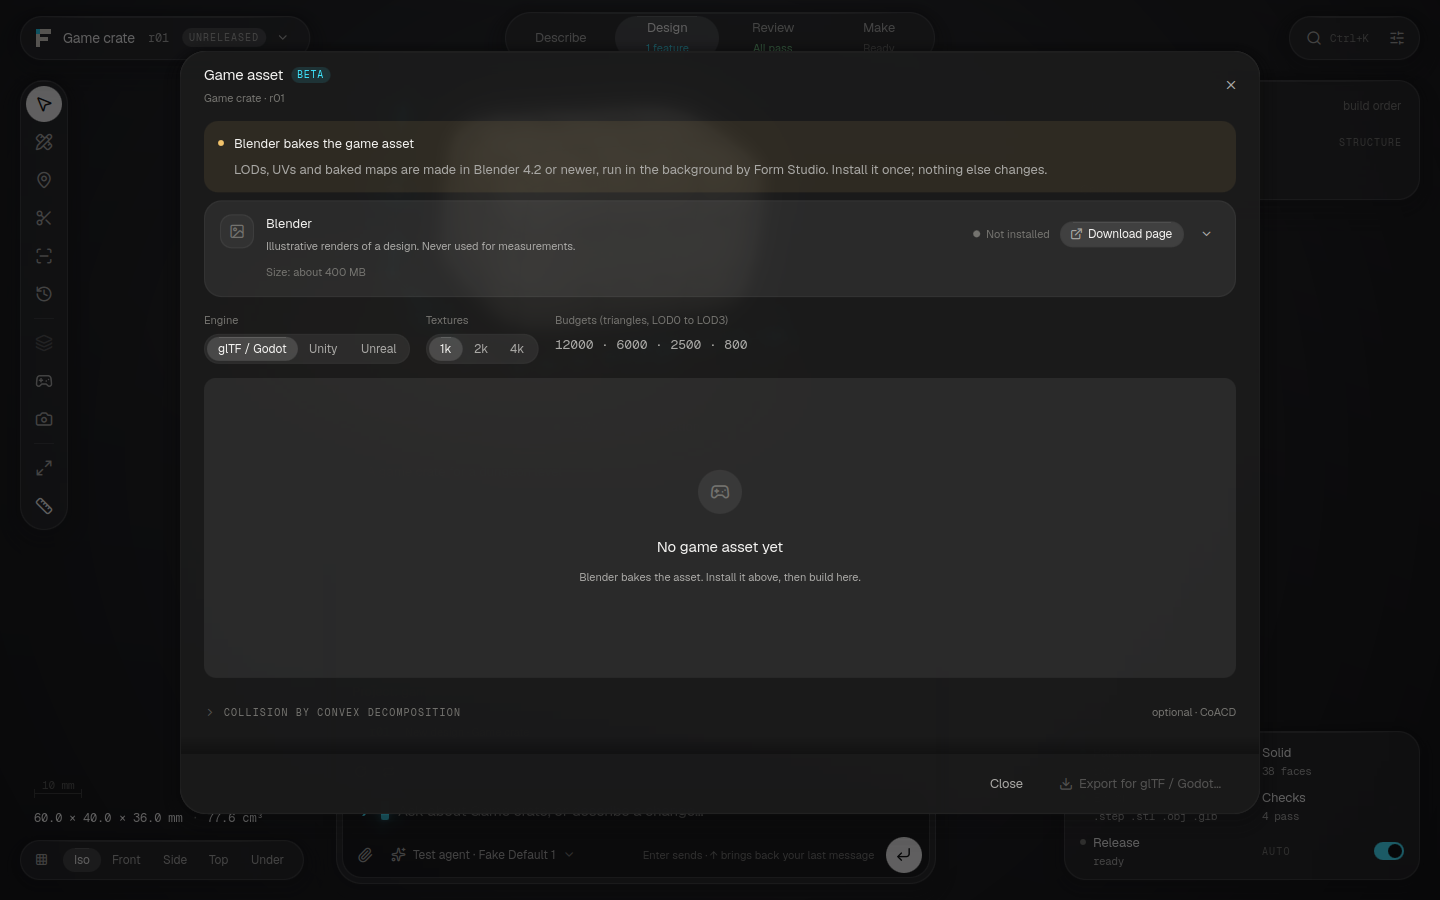 Game crate r01 UNRELEASED
Describe
Design
1 feature
Review
All pass
Make
Ready
Ctrl+K
Game asset BETA
Game crate · r01
build order
STRUCTURE
Blender bakes the game asset
LODs, UVs and baked maps are made in Blender 4.2 or newer, run in the background by Form Studio. Install it once; nothing else changes.
Blender
Illustrative renders of a design. Never used for measurements.
Size: about 400 MB
Not installed
Download page
Engine
glTF / Godot Unity Unreal
Textures
1k 2k 4k
Budgets (triangles, LOD0 to LOD3)
12000 · 6000 · 2500 · 800
No game asset yet
Blender bakes the asset. Install it above, then build here.
COLLISION BY CONVEX DECOMPOSITION
optional · CoACD
Close
Export for glTF / Godot...
10 mm
60.0 × 40.0 × 36.0 mm · 77.6 cm³
Iso Front Side Top Under
Test agent · Fake Default 1
Enter sends · ↑ brings back your last message
Solid
38 faces
Checks
4 pass
.step .stl .obj .glb
Release
ready
AUTO